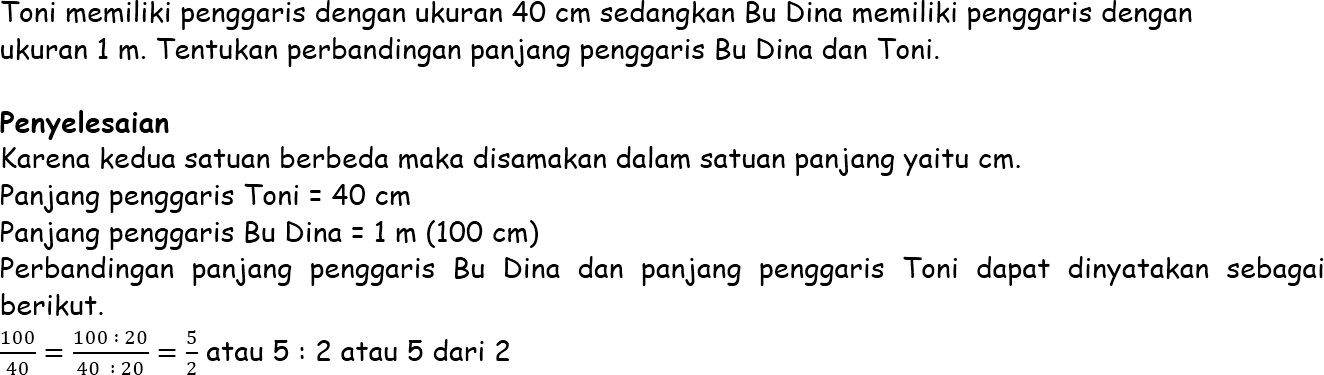 Toni memiliki penggaris dengan ukuran 40 cm sedangkan Bu Dina memiliki penggaris dengan
ukuran 1 m. Tentukan perbandingan panjang penggaris Bu Dina dan Toni.
Penyelesaian
Karena kedua satuan berbeda maka disamakan dalam satuan panjang yaitu cm.
Panjang penggaris Toni = 40 cm
Panjang penggaris Bu Dina = 1 m (100 cm)
Perbandingan panjang penggaris Bu Dina dan panjang penggaris Toni dapat dinyatakan sebagai
berikut.
100/40 = 100 : 20/40 : 20 = 5/2 atau 5 : 2 atau 5 dari 2